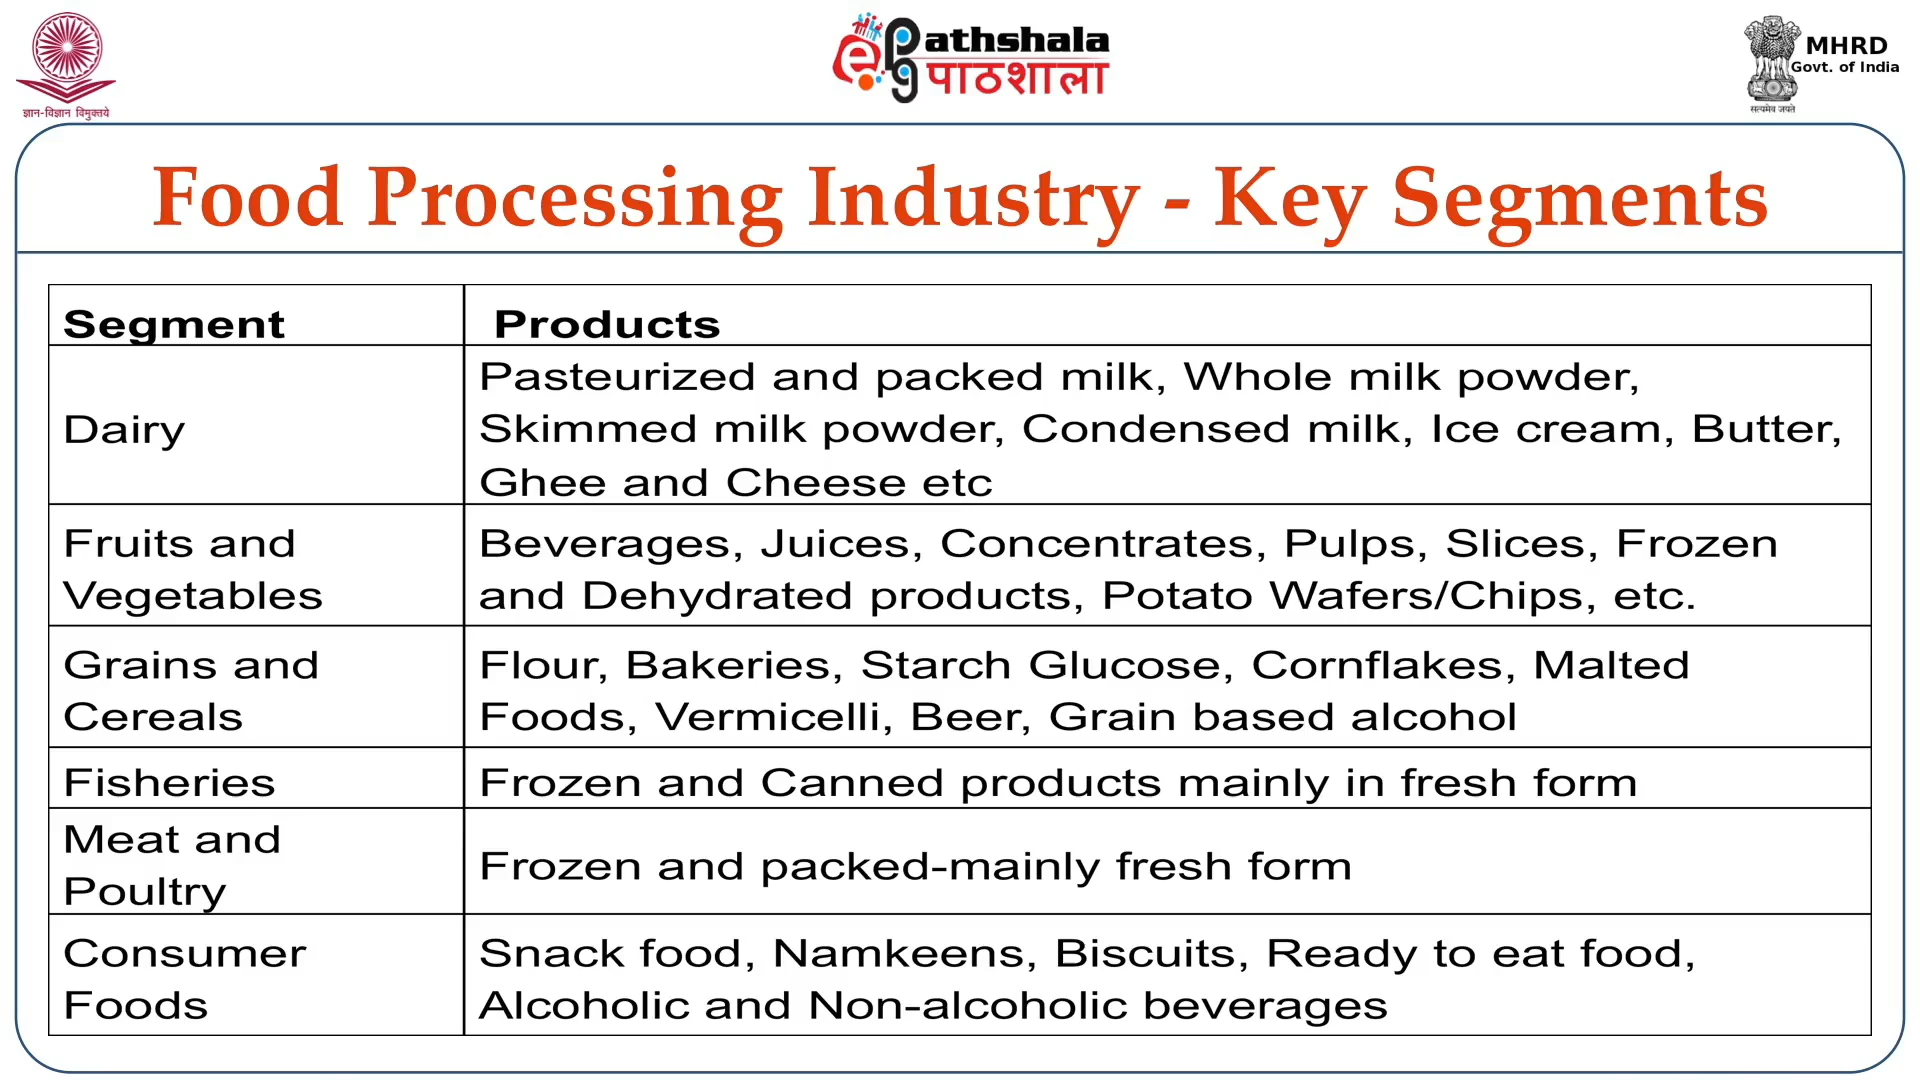 ज्ञान-विज्ञान विमुक्तये
ePG Pathshala
पाठशाला
MHRD
Govt. of India
सत्यमेव जयते
Food Processing Industry - Key Segments
Segment
Products
Dairy
Pasteurized and packed milk, Whole milk powder,
Skimmed milk powder, Condensed milk, Ice cream, Butter,
Ghee and Cheese etc
Fruits and
Vegetables
Beverages, Juices, Concentrates, Pulps, Slices, Frozen
and Dehydrated products, Potato Wafers/Chips, etc.
Grains and
Cereals
Flour, Bakeries, Starch Glucose, Cornflakes, Malted
Foods, Vermicelli, Beer, Grain based alcohol
Fisheries
Frozen and Canned products mainly in fresh form
Meat and
Poultry
Frozen and packed-mainly fresh form
Consumer
Foods
Snack food, Namkeens, Biscuits, Ready to eat food,
Alcoholic and Non-alcoholic beverages